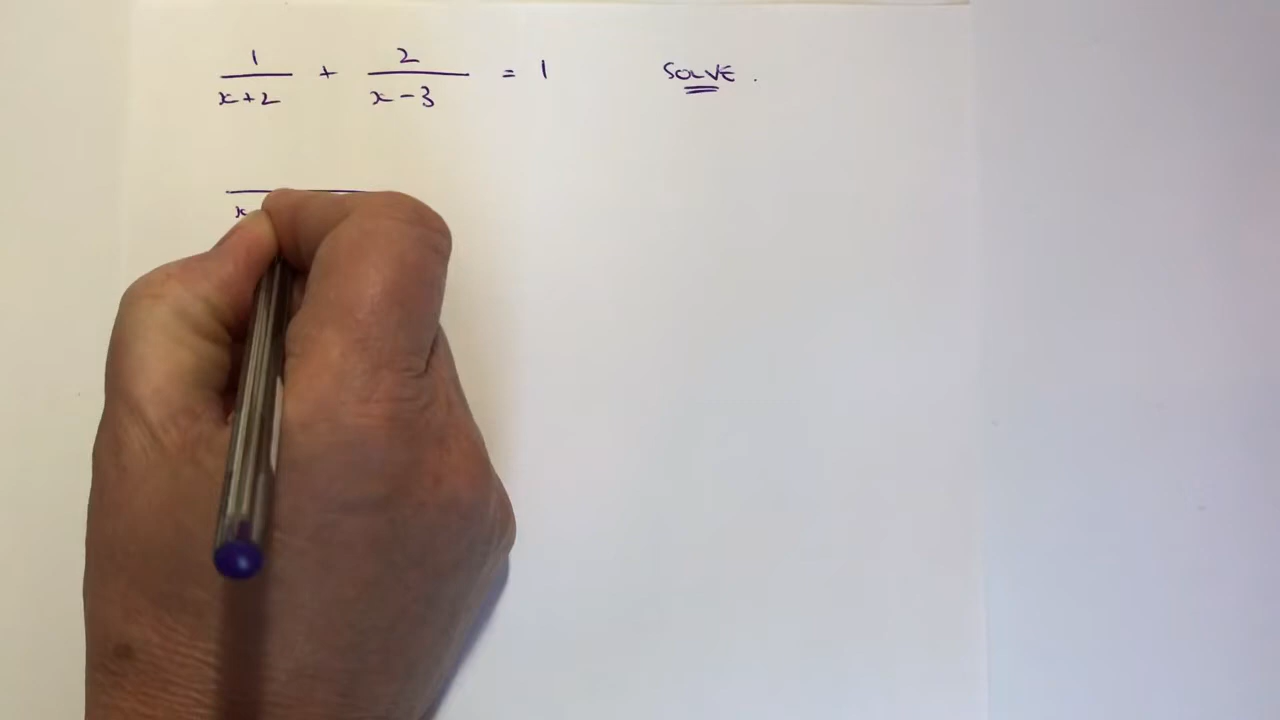 1/(x+2) + 2/(x-3) = 1 SOLVE.
x